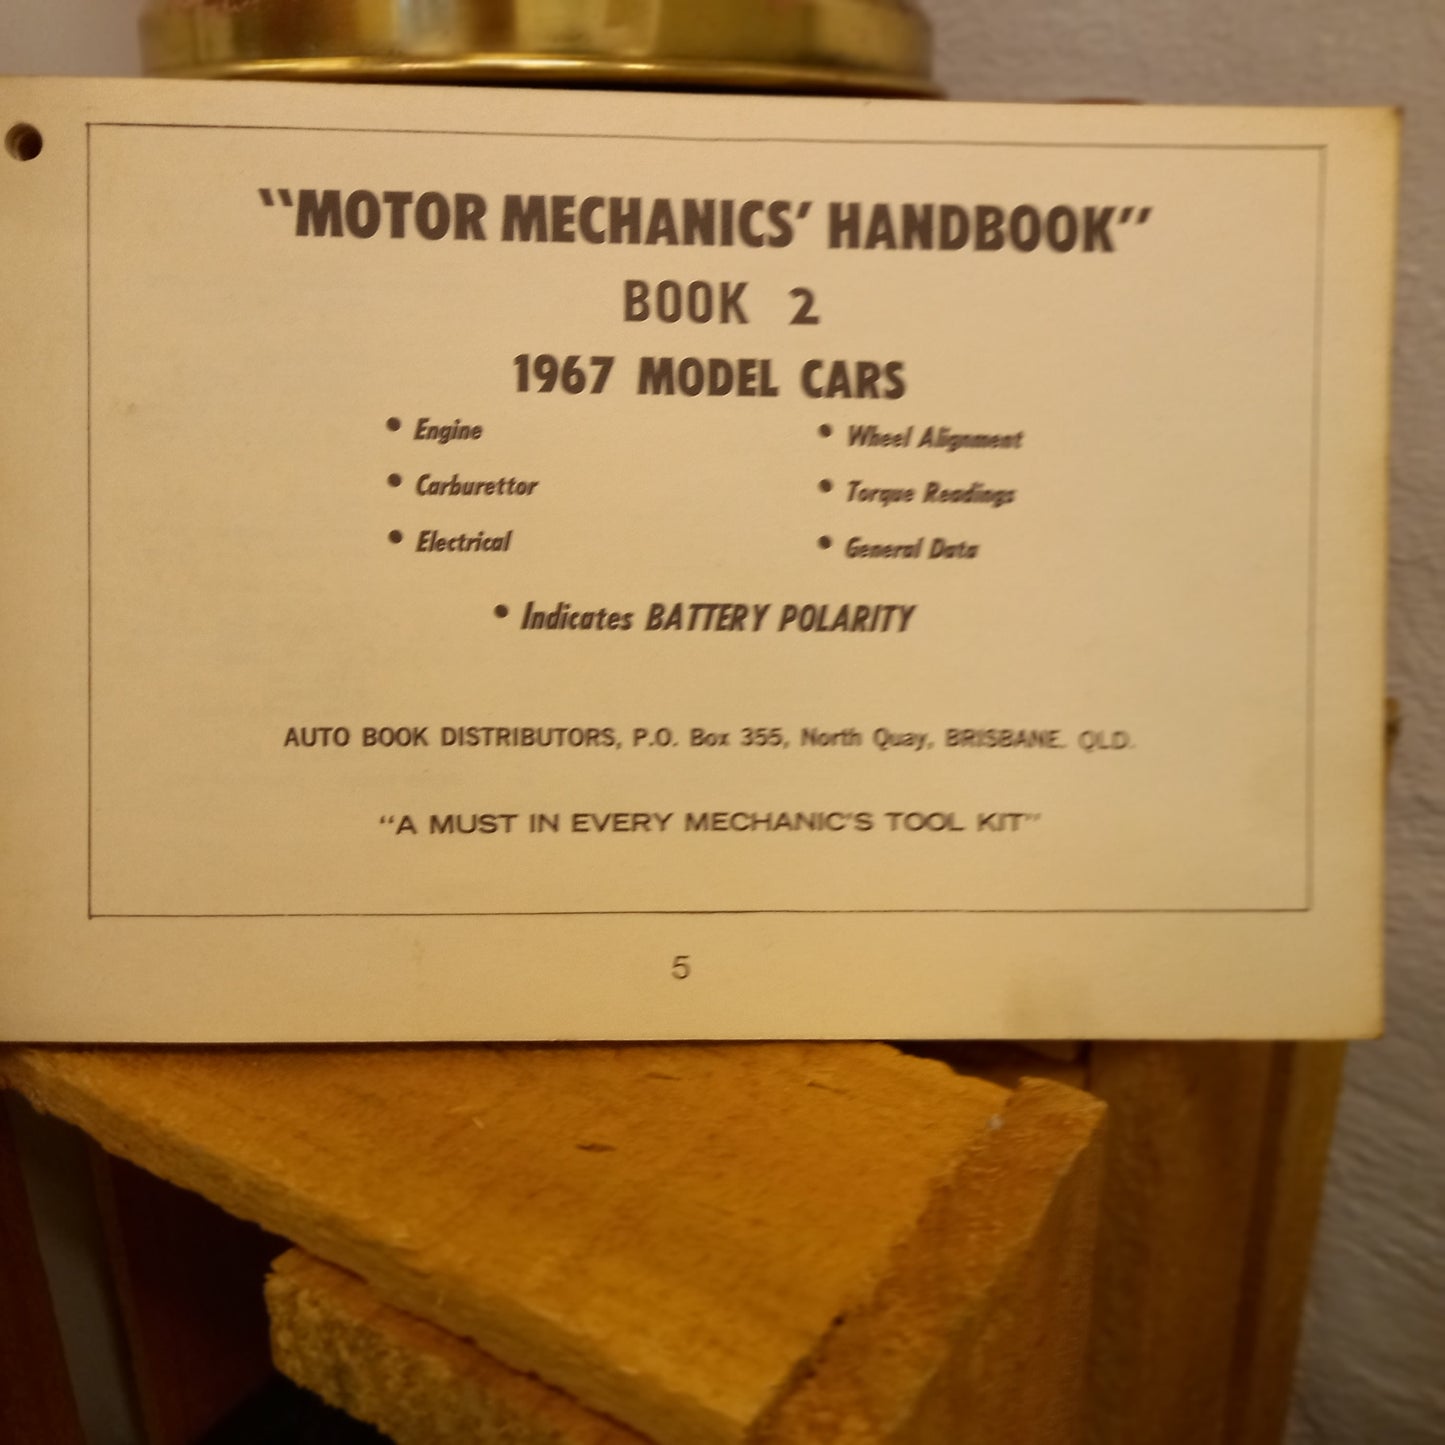 "MOTOR MECHANICS' HANDBOOK"
BOOK 2
1967 MODEL CARS
• Engine
• Carburettor
• Electrical
• Wheel Alignment
• Torque Readings
• General Data
• Indicates BATTERY POLARITY
AUTO BOOK DISTRIBUTORS, P.O. Box 355, North Quay, BRISBANE. QLD.
"A MUST IN EVERY MECHANIC'S TOOL KIT"
5